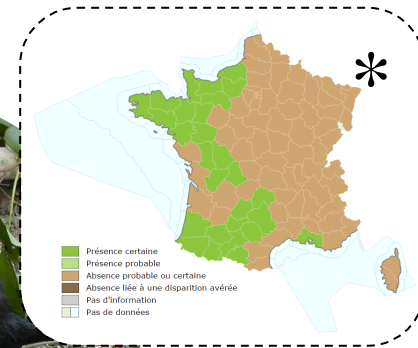 *
Présence certaine
Présence probable
Absence probable ou certaine
Absence liée à une disparition avérée
Pas d'information
Pas de données